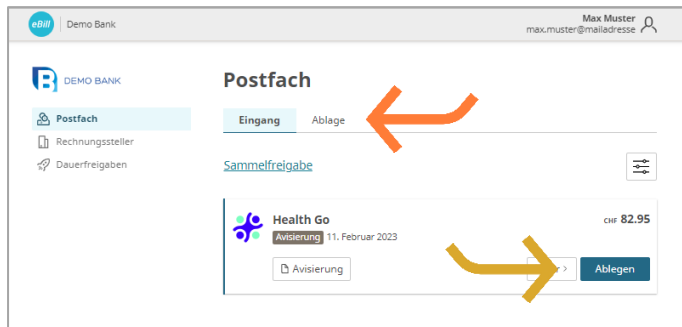 eBill
Demo Bank
Max Muster
max.muster@mailadresse
DEMO BANK
Postfach
Rechnungssteller
Dauerfreigaben
Postfach
Eingang
Ablage
Sammelfreigabe
Health Go
CHF 82.95
Avisierung 11. Februar 2023
Avisierung
Ablegen